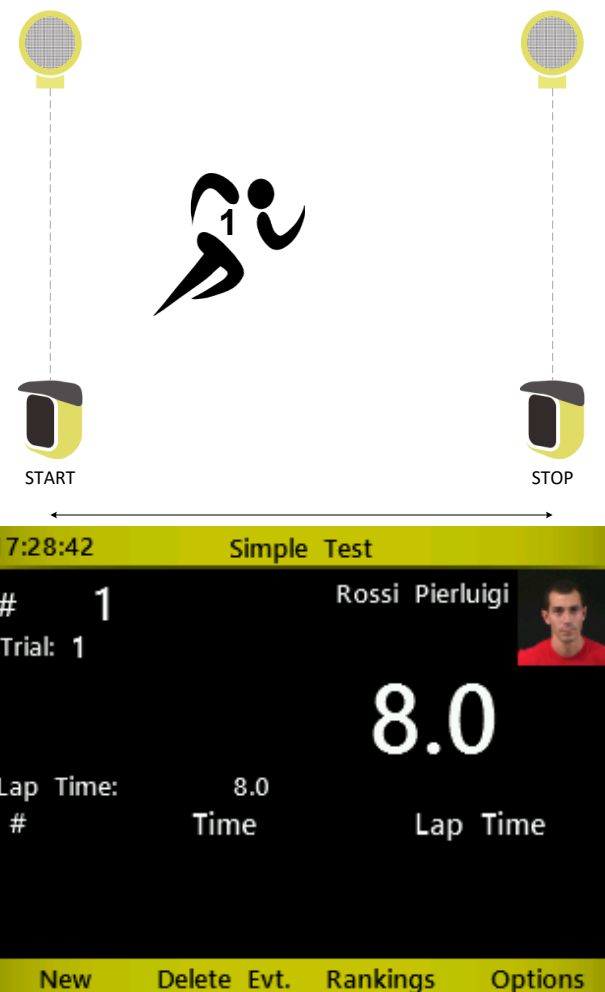 1
START STOP
7:28:42 Simple Test
# 1 Rossi Pierluigi
Trial: 1
8.0
Lap Time: 8.0
# Time Lap Time
New Delete Evt. Rankings Options